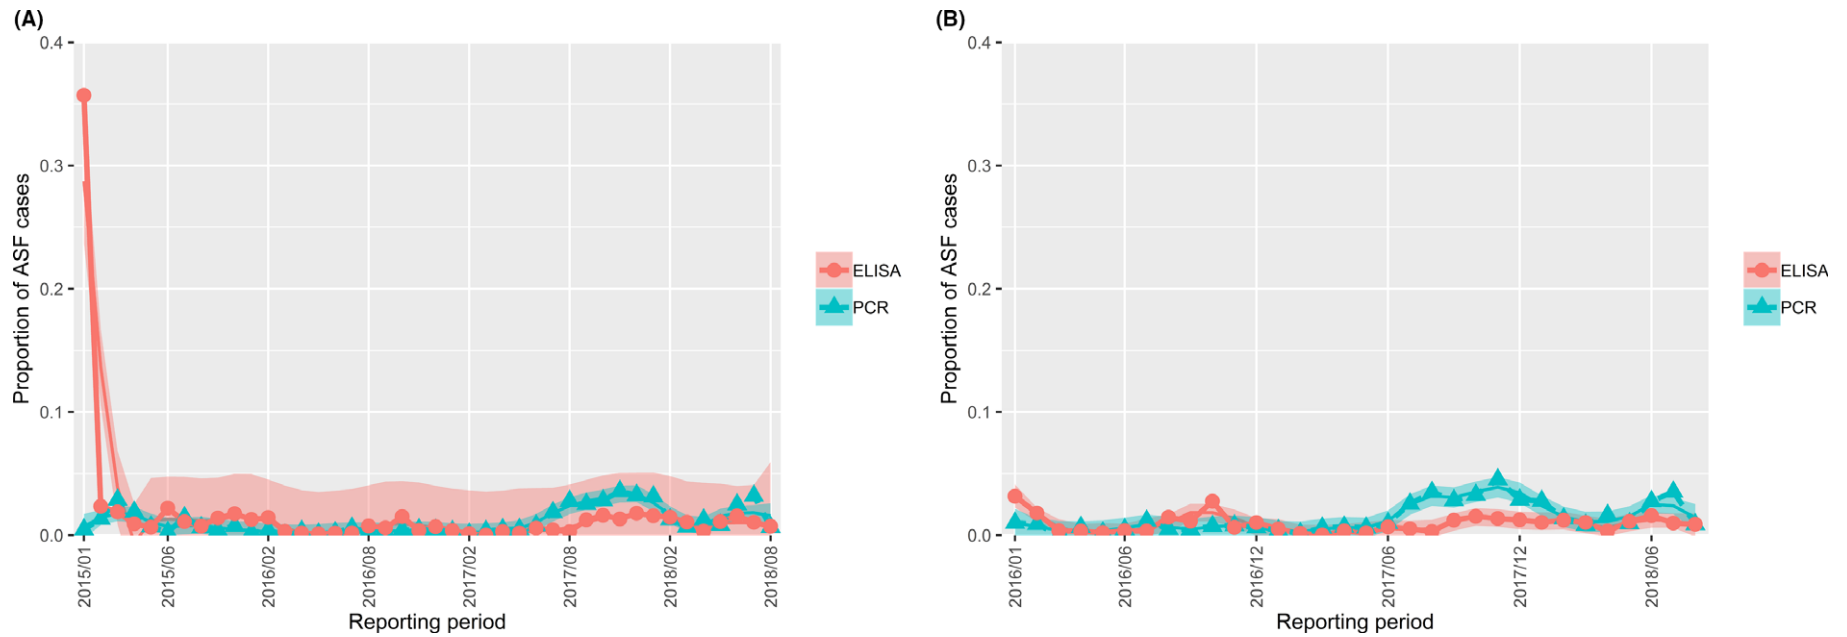 (A)
Proportion of ASF cases
0.4
0.3
0.2
0.1
0.0
2015/01
2015/06
2016/02
2016/08
2017/02
2017/08
2018/02
2018/08
Reporting period
ELISA
PCR
(B)
Proportion of ASF cases
0.4
0.3
0.2
0.1
0.0
2016/01
2016/06
2016/12
2017/06
2017/12
2018/06
Reporting period
ELISA
PCR